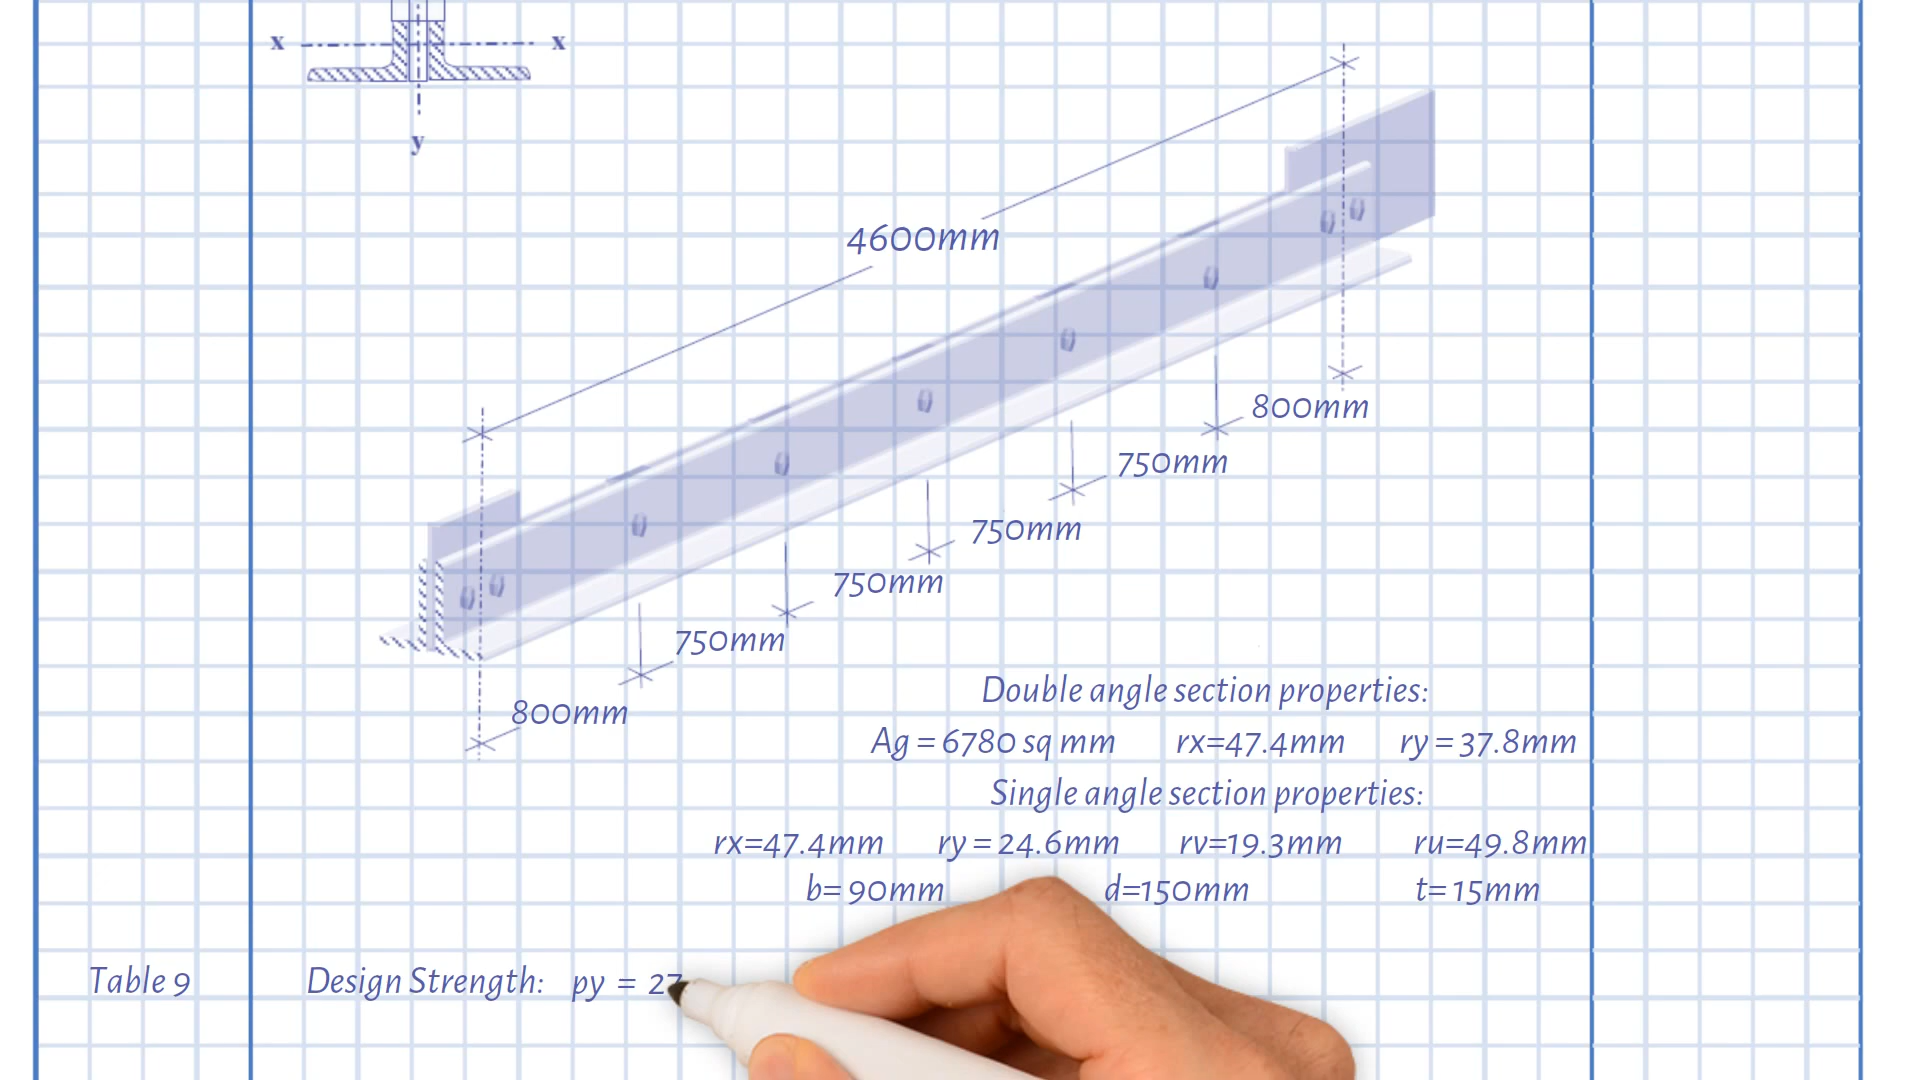 x x
y
4600mm
800mm
750mm
750mm
750mm
750mm
800mm
Double angle section properties:
Ag = 6780 sq mm rx=47.4mm ry = 37.8mm
Single angle section properties:
rx=47.4mm ry = 24.6mm rv=19.3mm ru=49.8mm
b= 90mm d=150mm t= 15mm
Table 9 Design Strength: py = 27